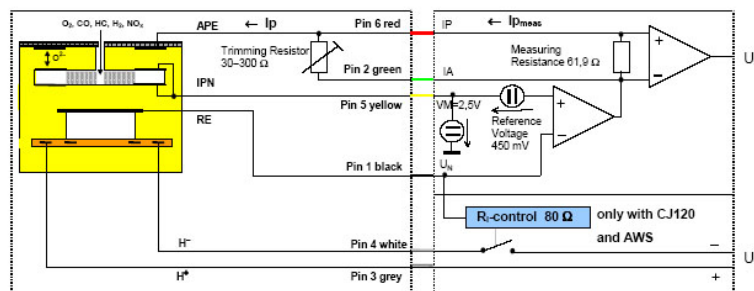 O₂, CO, HC, H₂, NOₓ
APE
← Ip
Pin 6 red
IP
← Ipmeas
O²⁻
Trimming Resistor
30–300 Ω
Measuring
Resistance 61,9 Ω
+
−
U
Pin 2 green
IA
IPN
Pin 5 yellow
VM=2,5V
Reference
Voltage
450 mV
+
−
RE
Pin 1 black
UN
Rᵢ-control 80 Ω
only with CJ120
and AWS
H⁻
Pin 4 white
−
U
H⁺
Pin 3 grey
+